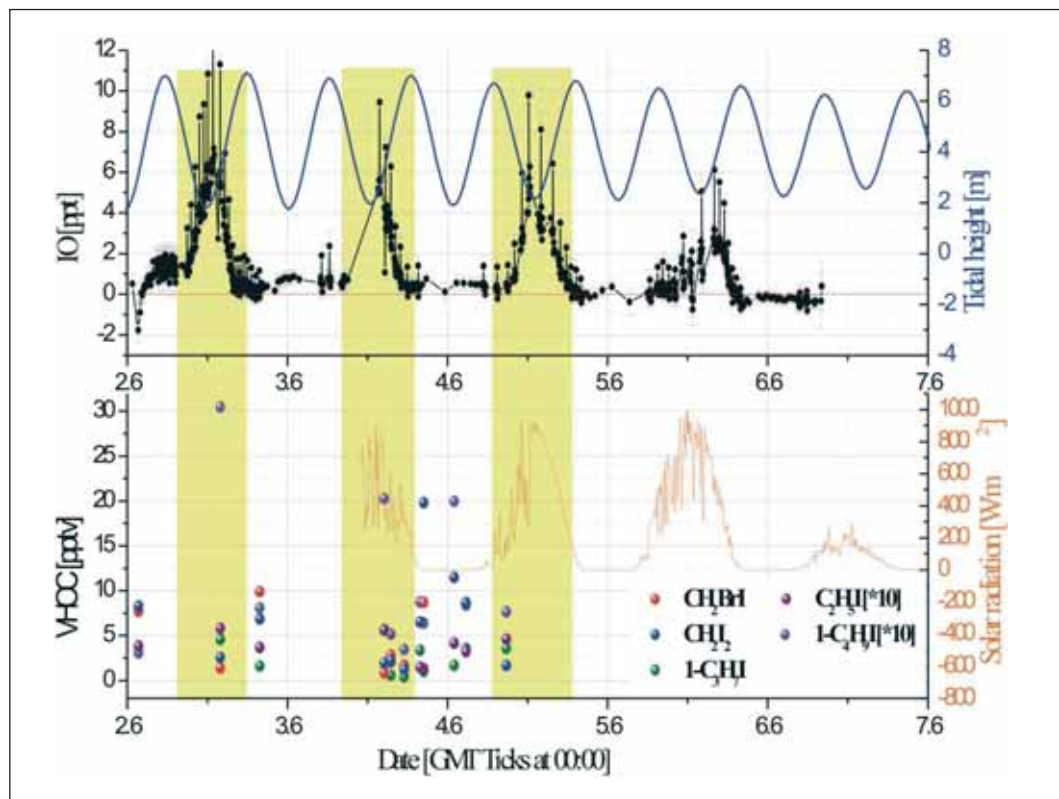 12
10
8
6
4
2
0
-2
IO [ppt]
8
6
4
2
0
-2
-4
Tidal height [m]
2.6 3.6 4.6 5.6 6.6 7.6
30
25
20
15
10
5
0
VHOC [pptv]
1000
800
600
400
200
0
-200
-400
-600
-800
Solar radiation [Wm²]
CH₂BrI
CH₂I₂
1-C₃H₇I
C₂H₅I [*10]
1-C₄H₉I [*10]
2.6 3.6 4.6 5.6 6.6 7.6
Date [GMT Ticks at 00:00]